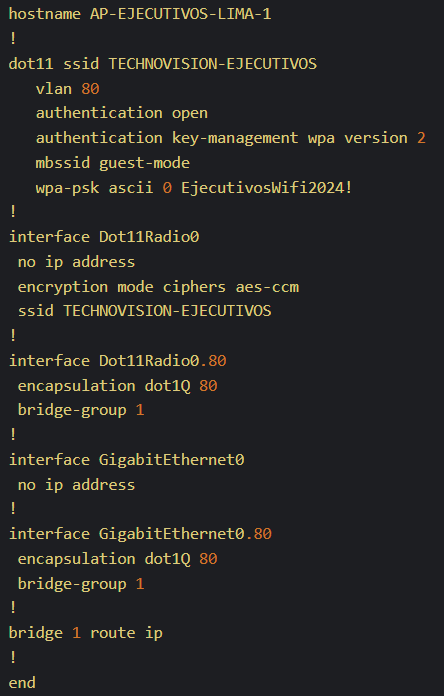 hostname AP-EJECUTIVOS-LIMA-1
!
dot11 ssid TECHNOVISION-EJECUTIVOS
   vlan 80
   authentication open
   authentication key-management wpa version 2
   mbssid guest-mode
   wpa-psk ascii 0 EjecutivosWifi2024!
!
interface Dot11Radio0
 no ip address
 encryption mode ciphers aes-ccm
 ssid TECHNOVISION-EJECUTIVOS
!
interface Dot11Radio0.80
 encapsulation dot1Q 80
 bridge-group 1
!
interface GigabitEthernet0
 no ip address
!
interface GigabitEthernet0.80
 encapsulation dot1Q 80
 bridge-group 1
!
bridge 1 route ip
!
end